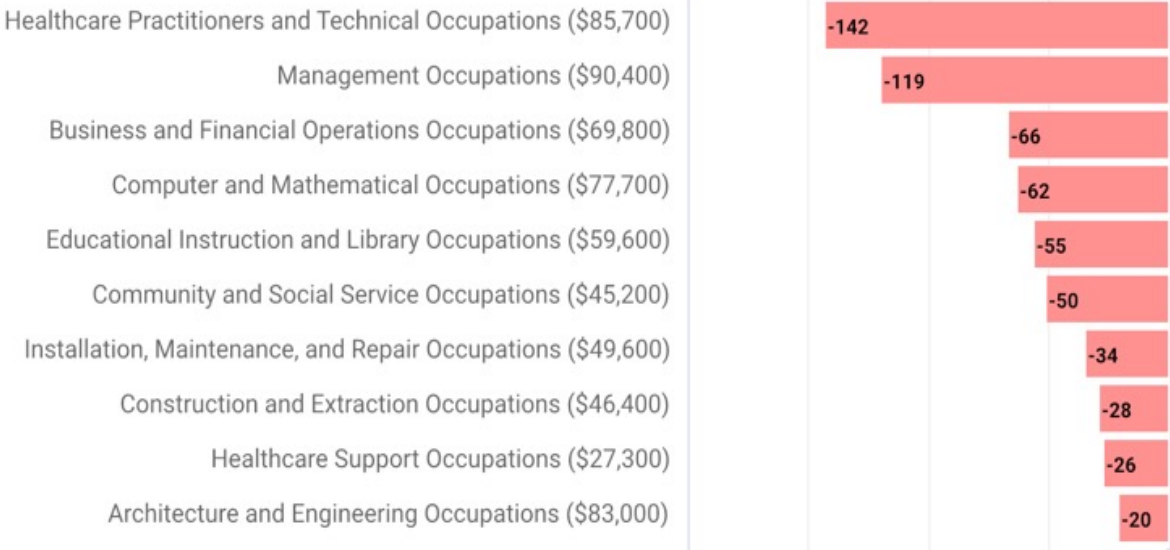 Healthcare Practitioners and Technical Occupations ($85,700) -142
Management Occupations ($90,400) -119
Business and Financial Operations Occupations ($69,800) -66
Computer and Mathematical Occupations ($77,700) -62
Educational Instruction and Library Occupations ($59,600) -55
Community and Social Service Occupations ($45,200) -50
Installation, Maintenance, and Repair Occupations ($49,600) -34
Construction and Extraction Occupations ($46,400) -28
Healthcare Support Occupations ($27,300) -26
Architecture and Engineering Occupations ($83,000) -20